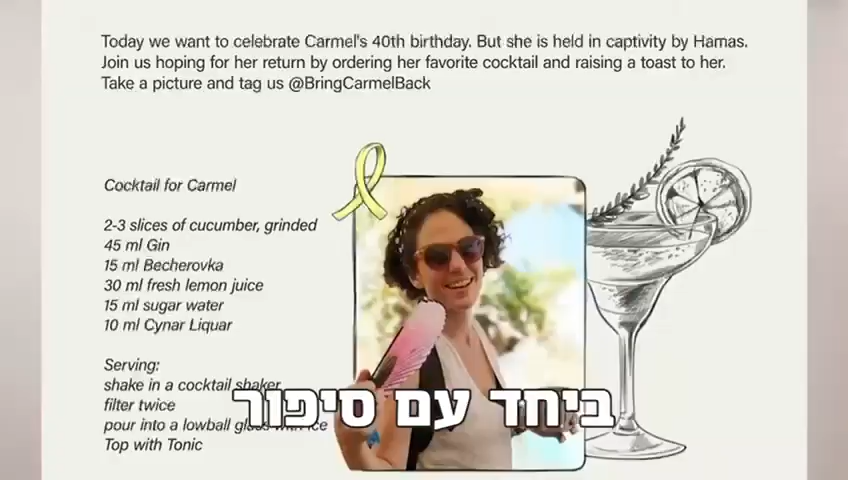 Today we want to celebrate Carmel's 40th birthday. But she is held in captivity by Hamas.
Join us hoping for her return by ordering her favorite cocktail and raising a toast to her.
Take a picture and tag us @BringCarmelBack
Cocktail for Carmel
2-3 slices of cucumber, grinded
45 ml Gin
15 ml Becherovka
30 ml fresh lemon juice
15 ml sugar water
10 ml Cynar Liquar
Serving:
shake in a cocktail shaker
filter twice
pour into a lowball glass with ice
Top with Tonic
ביחד עם סיפור